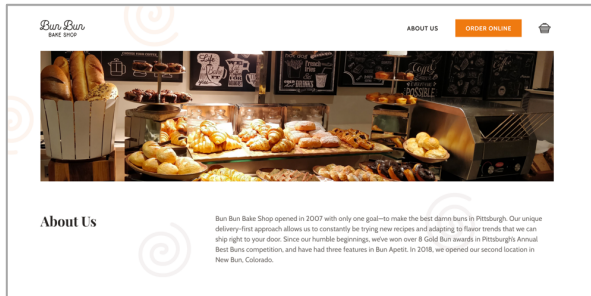 Bun Bun
BAKE SHOP
ABOUT US
ORDER ONLINE
Life
POSSIBLE
About Us
Bun Bun Bake Shop opened in 2007 with only one goal—to make the best damn buns in Pittsburgh. Our unique
delivery-first approach allows us to constantly be trying new recipes and adapting to flavor trends that we can
ship right to your door. Since our humble beginnings, we've won over 8 Gold Bun awards in Pittsburgh's Annual
Best Buns competition, and have had three features in Bun Apetit. In 2018, we opened our second location in
New Bun, Colorado.